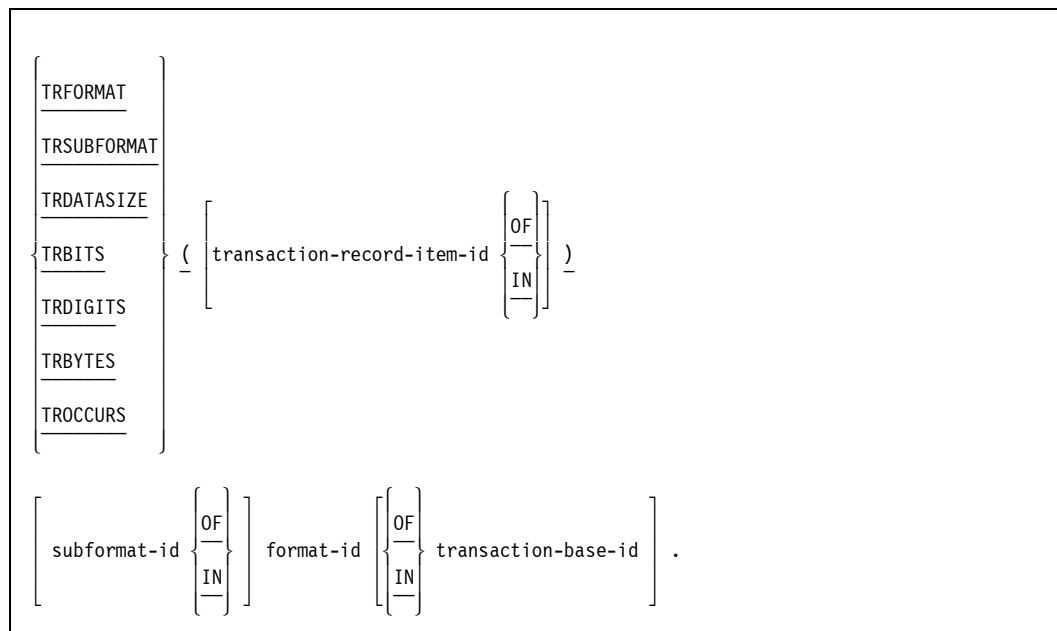 TRFORMAT
TRSUBFORMAT
TRDATASIZE
OF
TRBITS ( transaction-record-item-id )
IN
TRDIGITS
TRBYTES
TROCCURS
OF OF
subformat-id format-id transaction-base-id .
IN IN